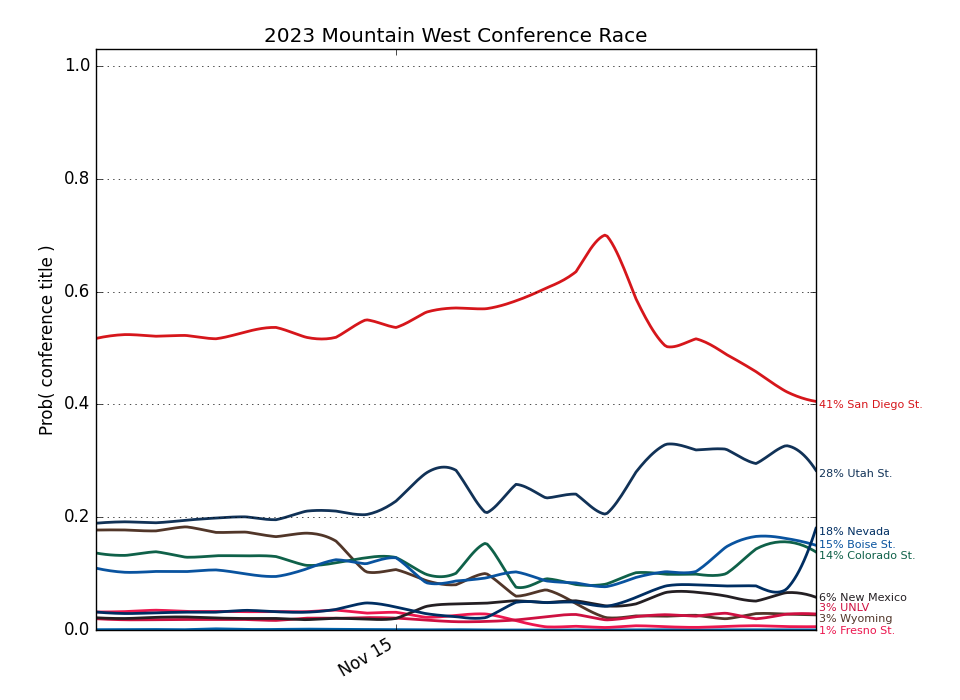 2023 Mountain West Conference Race
1.0
0.8
0.6
0.4
0.2
0.0
Prob( conference title )
Nov 15
41% San Diego St.
28% Utah St.
18% Nevada
15% Boise St.
14% Colorado St.
6% New Mexico
3% UNLV
3% Wyoming
1% Fresno St.